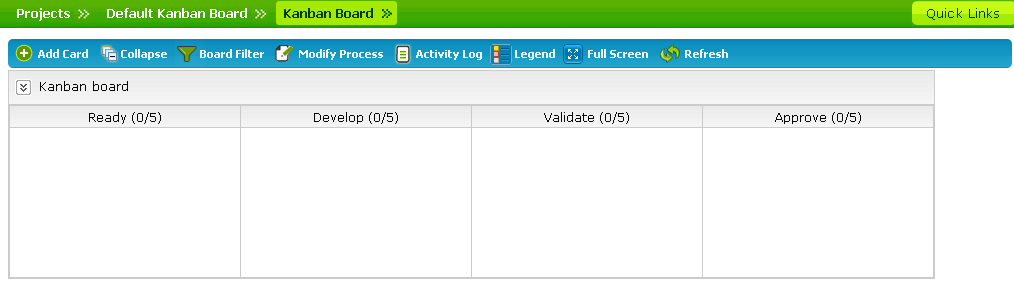 Projects Default Kanban Board Kanban Board Quick Links
Add Card Collapse Board Filter Modify Process Activity Log Legend Full Screen Refresh
Kanban board
Ready (0/5) Develop (0/5) Validate (0/5) Approve (0/5)